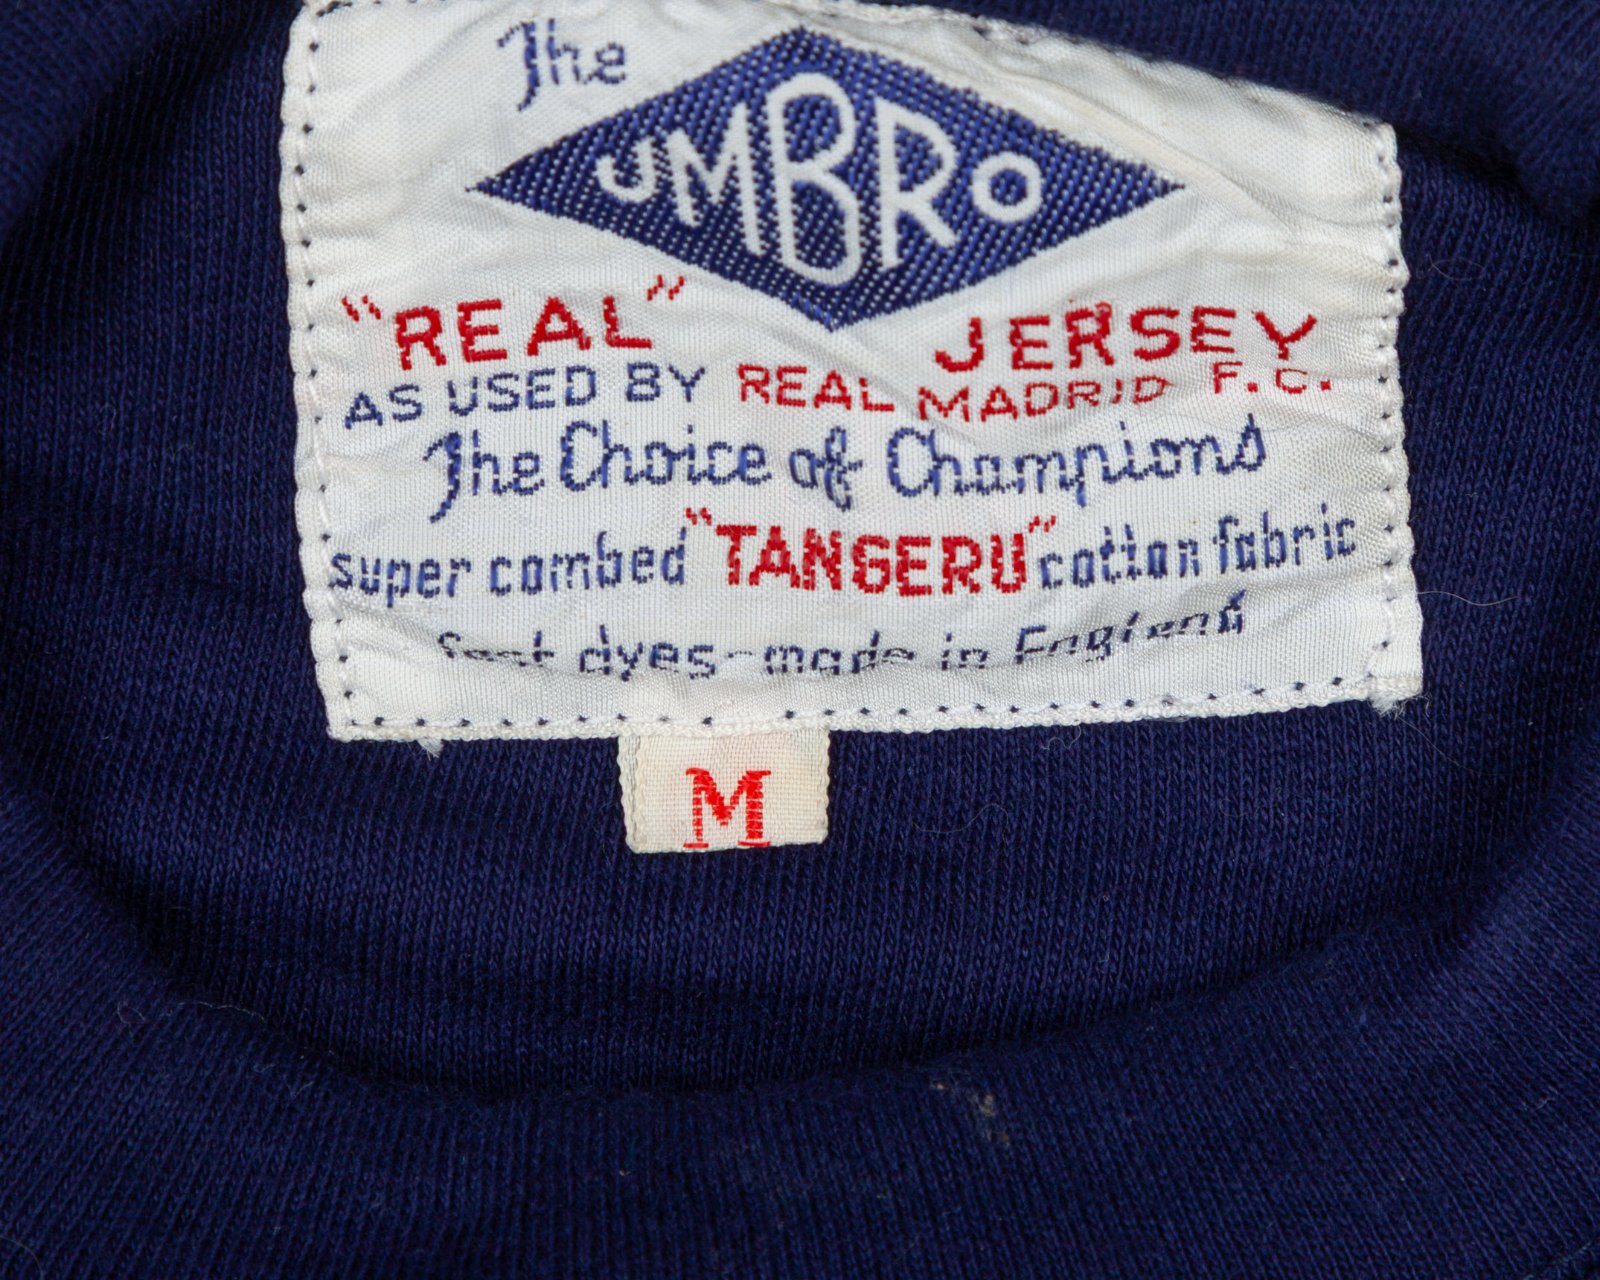 The
UMBRO
"REAL" JERSEY
AS USED BY REAL MADRID F.C.
The Choice of Champions
super combed "TANGERU" cotton fabric
fast dyes-made in England
M